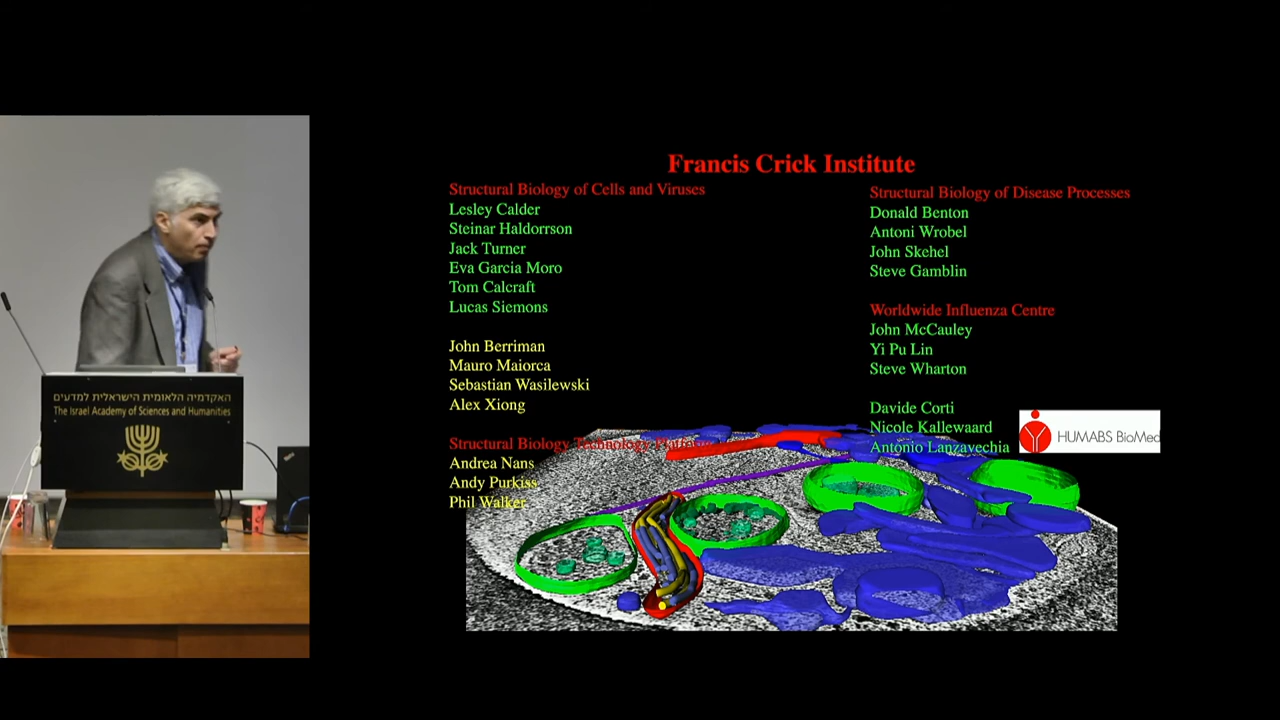 האקדמיה הלאומית הישראלית למדעים
The Israel Academy of Sciences and Humanities
Francis Crick Institute
Structural Biology of Cells and Viruses
Lesley Calder
Steinar Haldorrson
Jack Turner
Eva Garcia Moro
Tom Calcraft
Lucas Siemons
John Berriman
Mauro Maiorca
Sebastian Wasilewski
Alex Xiong
Structural Biology Technology Platform
Andrea Nans
Andy Purkiss
Phil Walker
Structural Biology of Disease Processes
Donald Benton
Antoni Wrobel
John Skehel
Steve Gamblin
Worldwide Influenza Centre
John McCauley
Yi Pu Lin
Steve Wharton
Davide Corti
Nicole Kallewaard
Antonio Lanzavechia
HUMABS BioMed